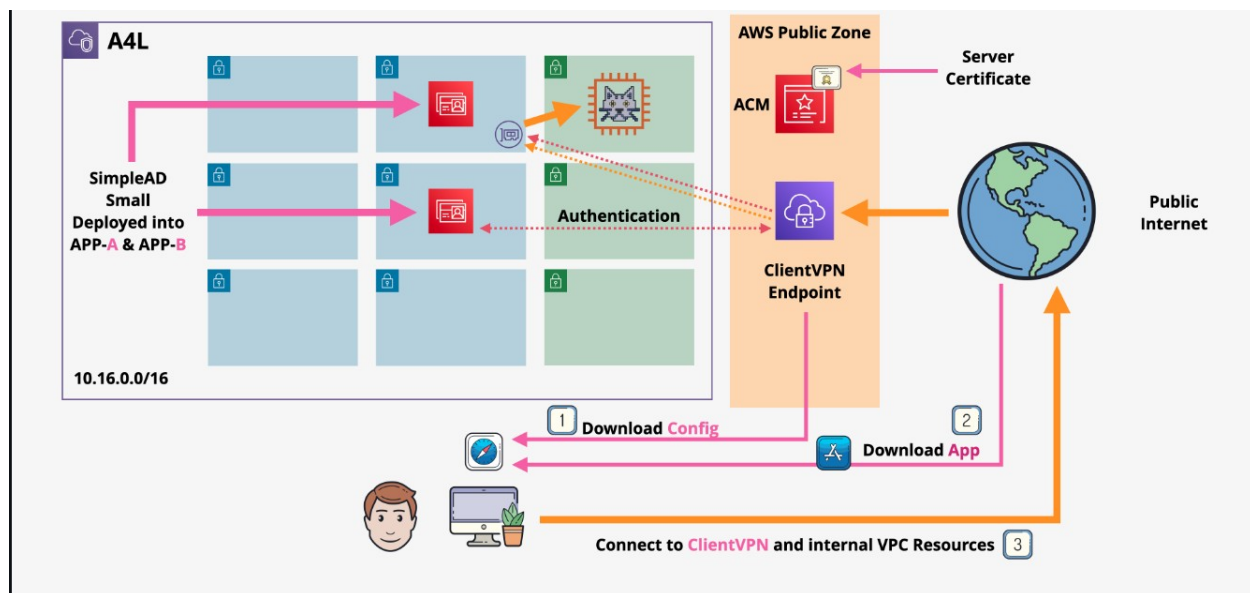 A4L
AWS Public Zone
Server
Certificate
ACM
SimpleAD
Small
Deployed into
APP-A & APP-B
Authentication
Public
Internet
ClientVPN
Endpoint
10.16.0.0/16
1
Download Config
2
Download App
Connect to ClientVPN and internal VPC Resources
3